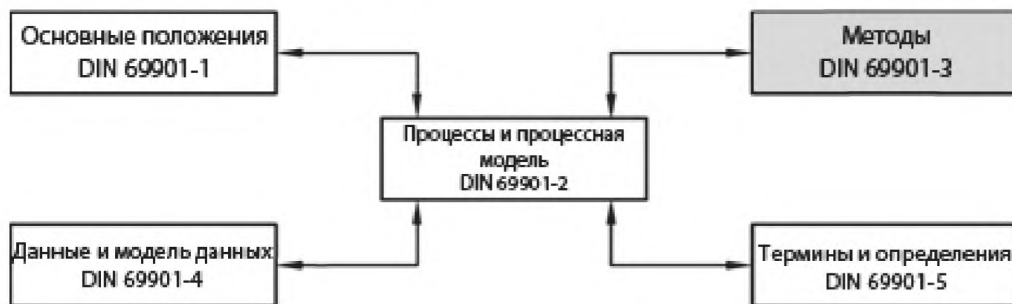 Основные положения
DIN 69901-1
Методы
DIN 69901-3
Процессы и процессная
модель
DIN 69901-2
Данные и модель данных
DIN 69901-4
Термины и определения
DIN 69901-5